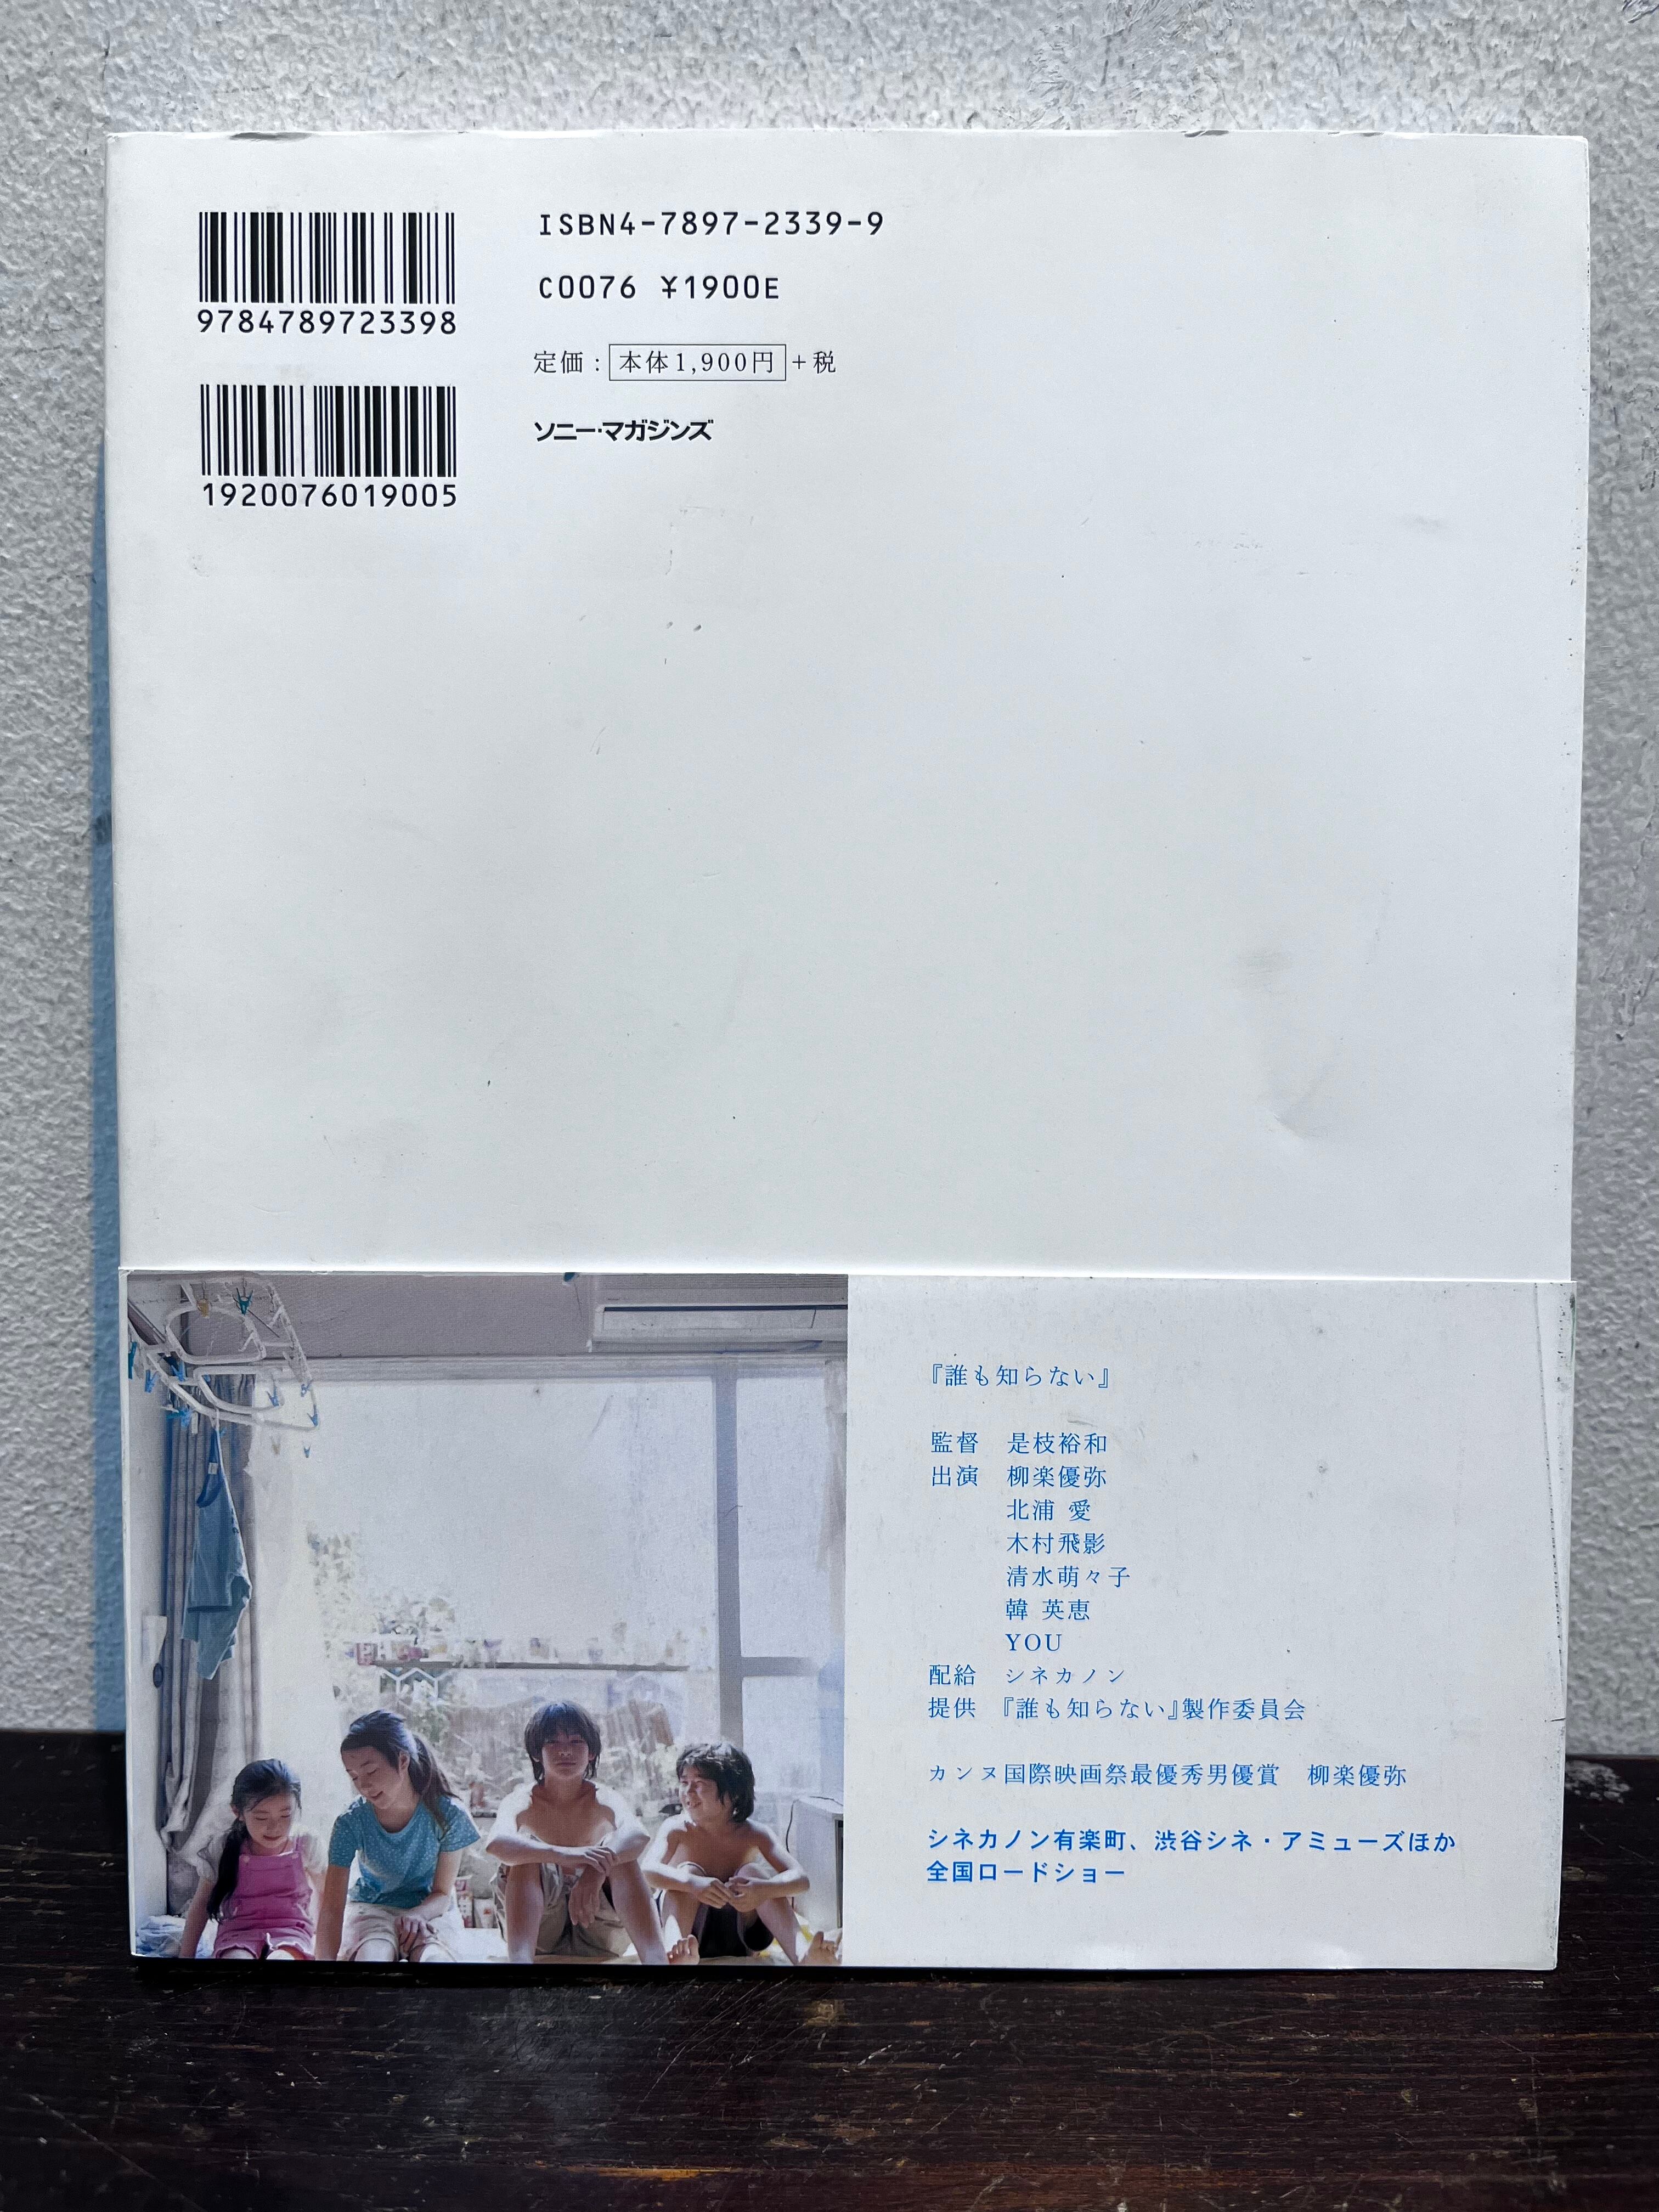 9784789723398
1920076019005
ISBN4-7897-2339-9
C0076 ¥1900E
定価：本体1,900円＋税
ソニー・マガジンズ
『誰も知らない』
監督 是枝裕和
出演 柳楽優弥
北浦 愛
木村飛影
清水萌々子
韓 英恵
YOU
配給 シネカノン
提供 『誰も知らない』製作委員会
カンヌ国際映画祭最優秀男優賞 柳楽優弥
シネカノン有楽町、渋谷シネ・アミューズほか
全国ロードショー